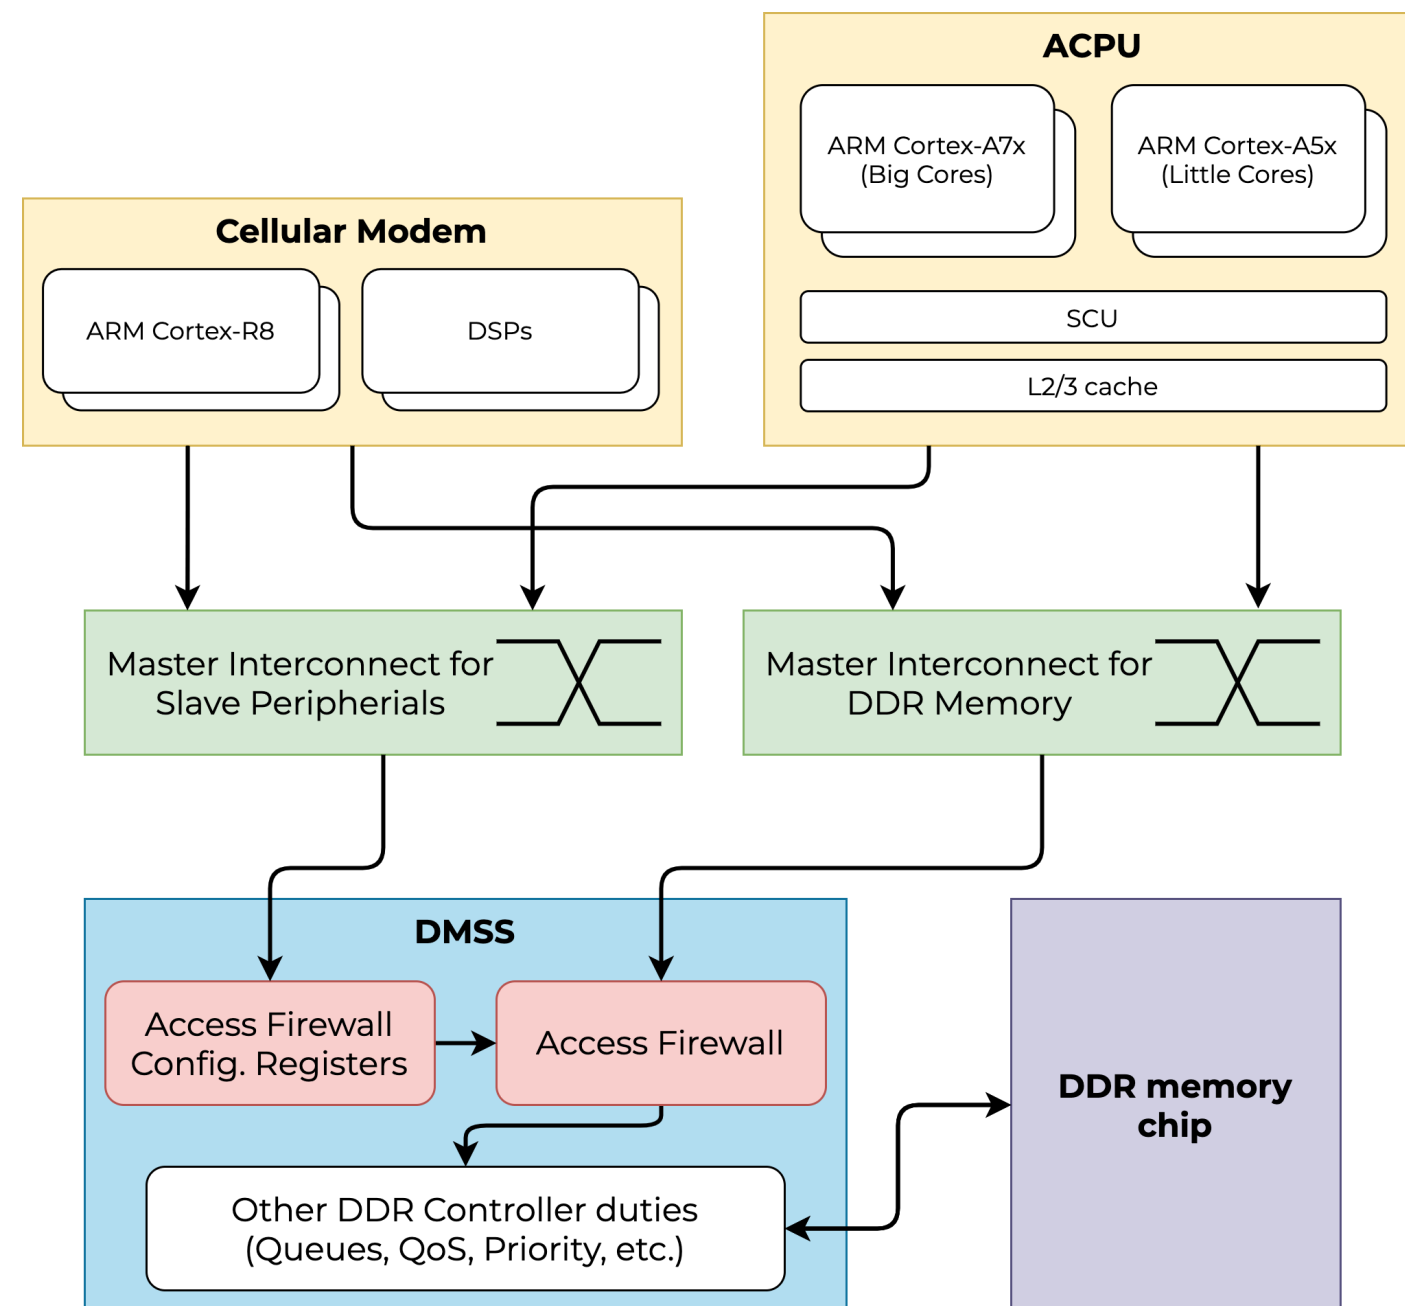 ACPU
ARM Cortex-A7x
(Big Cores)
ARM Cortex-A5x
(Little Cores)
SCU
L2/3 cache
Cellular Modem
ARM Cortex-R8
DSPs
Master Interconnect for
Slave Peripherials
Master Interconnect for
DDR Memory
DMSS
Access Firewall
Config. Registers
Access Firewall
Other DDR Controller duties
(Queues, QoS, Priority, etc.)
DDR memory
chip